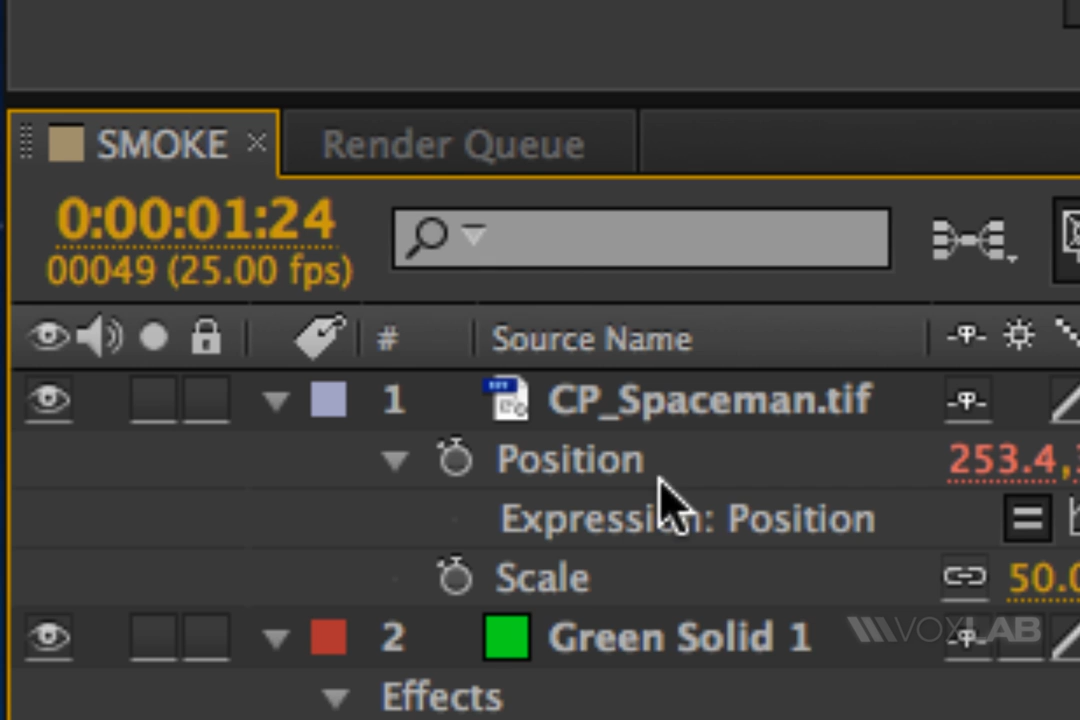 SMOKE × Render Queue
0:00:01:24
00049 (25.00 fps)
# Source Name
1 CP_Spaceman.tif
Position 253.4,
Expression: Position
Scale 50.0
2 Green Solid 1
VOXLAB
Effects